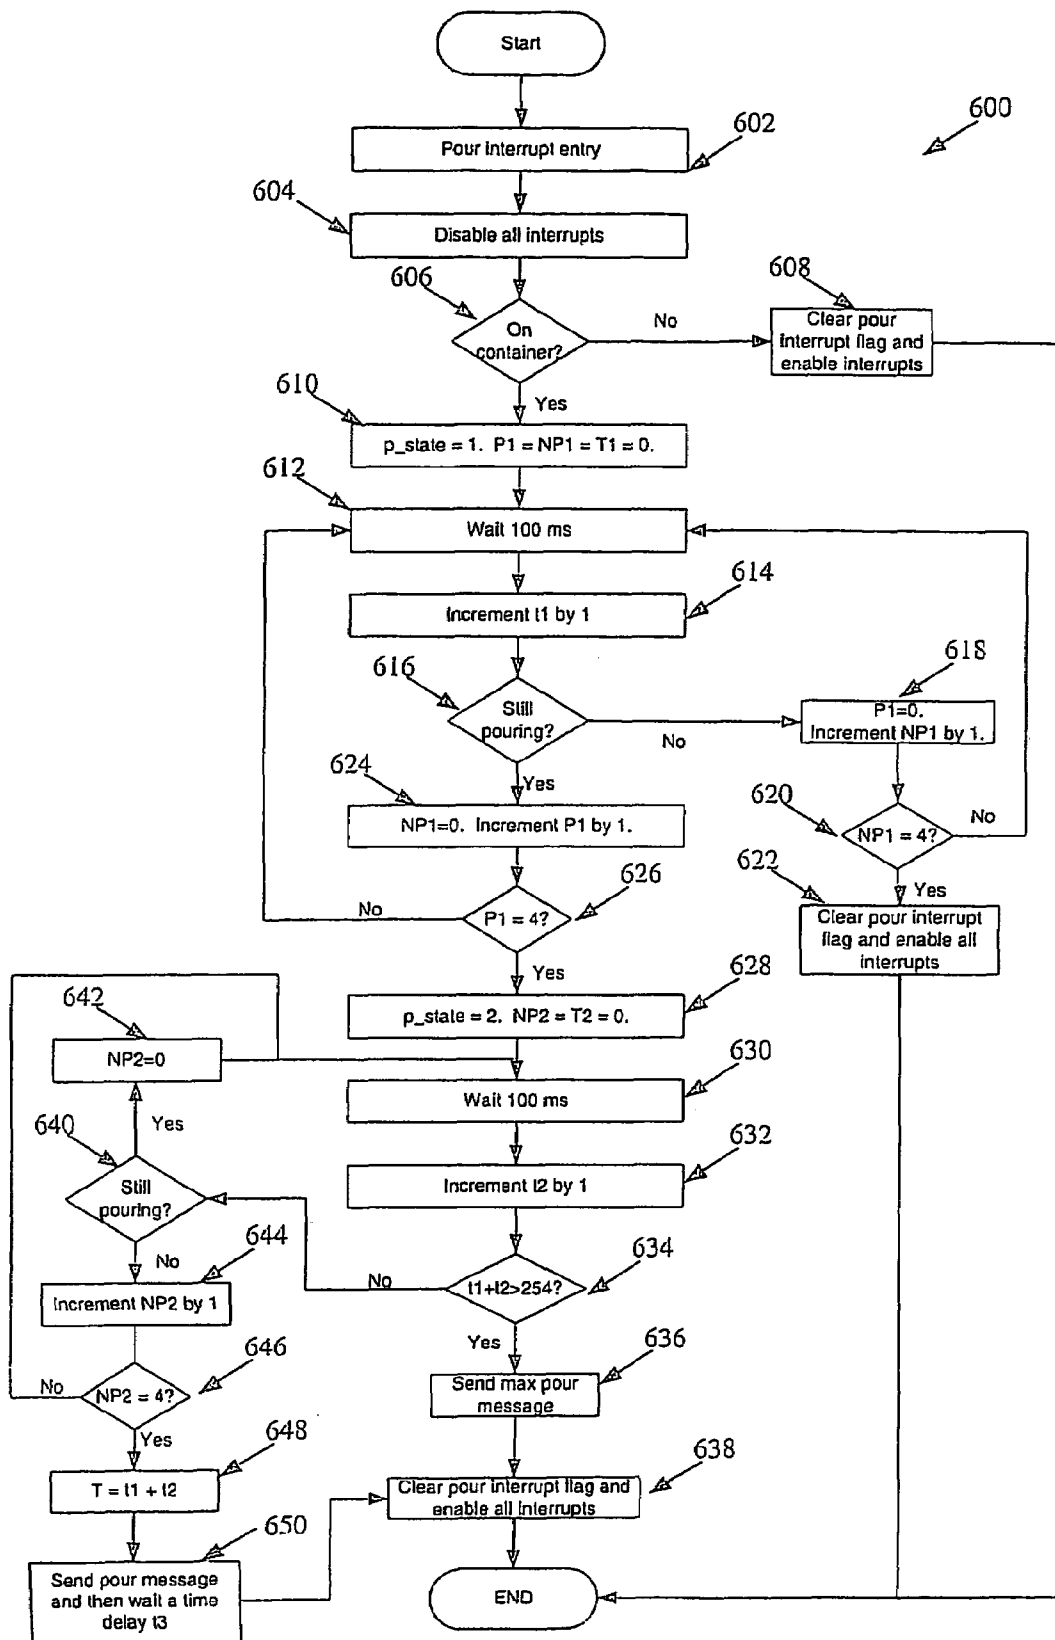 Start
600
602
Pour interrupt entry
604
Disable all interrupts
606
608
On
container?
No
Clear pour
interrupt flag and
enable interrupts
Yes
610
p_state = 1. P1 = NP1 = T1 = 0.
612
Wait 100 ms
614
Increment t1 by 1
616
618
Still
pouring?
No
P1=0.
Increment NP1 by 1.
Yes
624
NP1=0. Increment P1 by 1.
620
NP1 = 4?
No
626
622
Yes
No
P1 = 4?
Clear pour interrupt
flag and enable all
interrupts
Yes
628
p_state = 2. NP2 = T2 = 0.
642
NP2=0
630
Wait 100 ms
Yes
640
632
Still
pouring?
Increment t2 by 1
No
644
634
No
t1+t2>254?
Increment NP2 by 1
Yes
636
646
No
NP2 = 4?
Send max pour
message
Yes
648
638
T = t1 + t2
Clear pour interrupt flag and
enable all interrupts
650
Send pour message
and then wait a time
delay t3
END